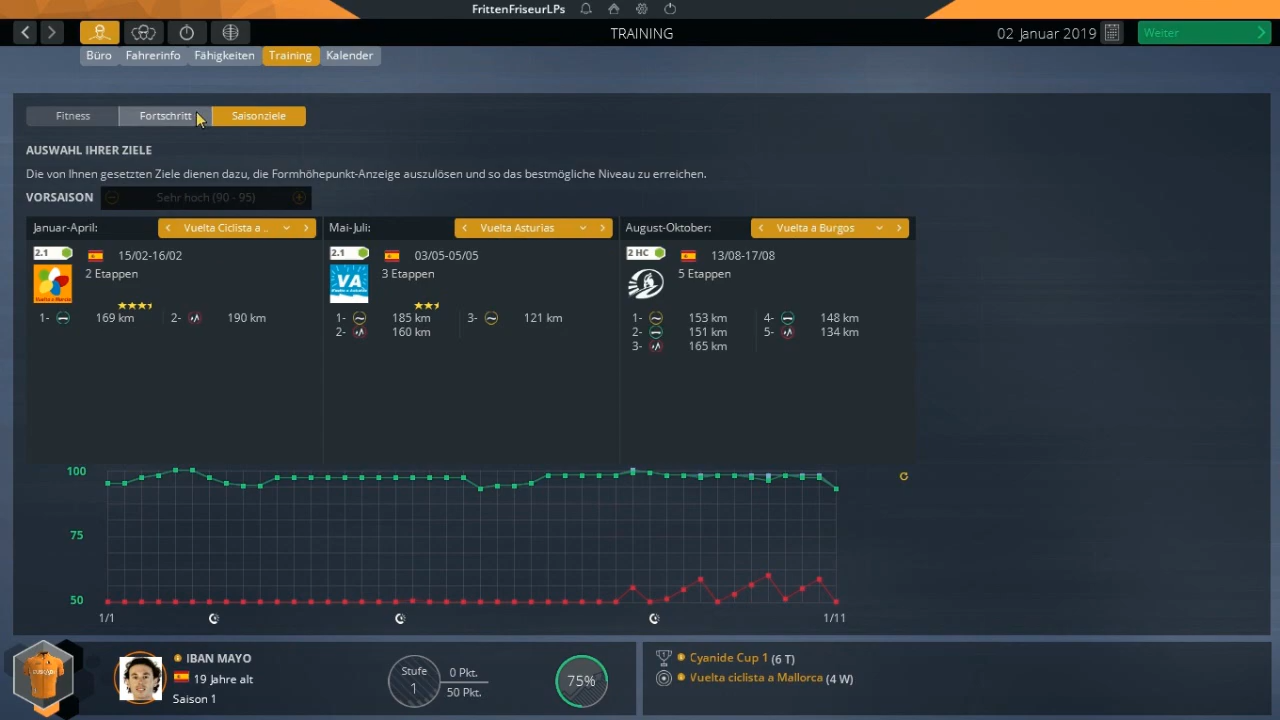 FrittenFriseurLPs
TRAINING
02 Januar 2019
Weiter
Büro Fahrerinfo Fähigkeiten Training Kalender
Fitness Fortschritt Saisonziele
AUSWAHL IHRER ZIELE
Die von Ihnen gesetzten Ziele dienen dazu, die Formhöhepunkt-Anzeige auszulösen und so das bestmögliche Niveau zu erreichen.
VORSAISON Sehr hoch (90 - 95)
Januar-April: Vuelta Ciclista a ..
2.1 15/02-16/02
2 Etappen
1- 169 km 2- 190 km
Mai-Juli: Vuelta Asturias
2.1 03/05-05/05
VA
3 Etappen
1- 185 km 3- 121 km
2- 160 km
August-Oktober: Vuelta a Burgos
2 HC 13/08-17/08
5 Etappen
1- 153 km 4- 148 km
2- 151 km 5- 134 km
3- 165 km
100
75
50
1/1 1/11
IBAN MAYO
19 Jahre alt
Saison 1
Stufe
1
0 Pkt.
50 Pkt.
75%
Cyanide Cup 1 (6 T)
Vuelta ciclista a Mallorca (4 W)